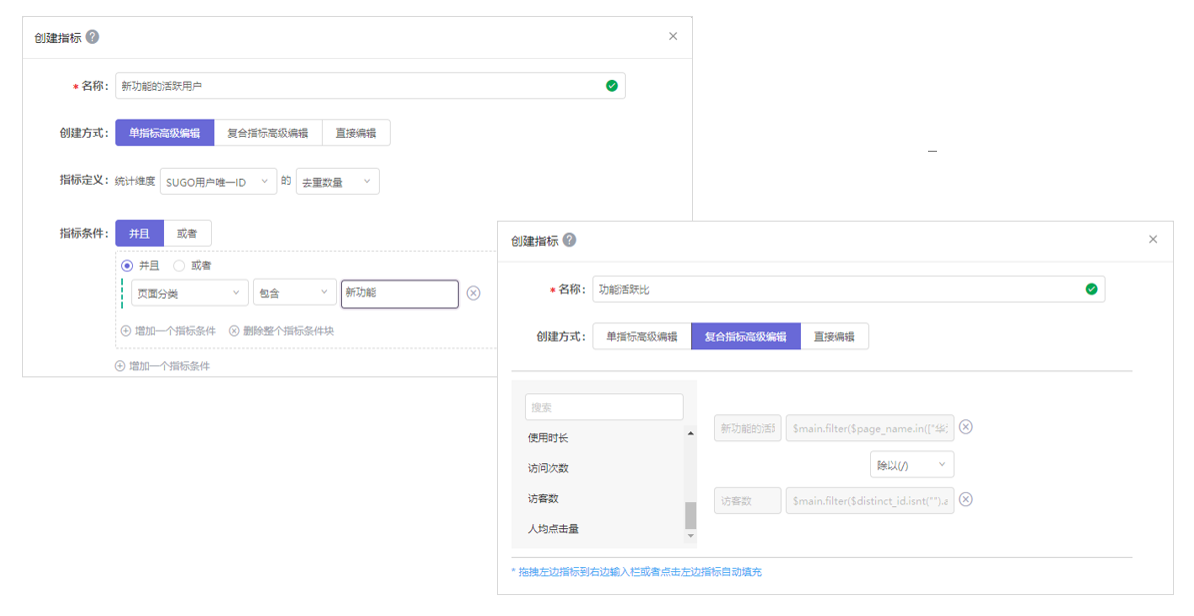 创建指标 ?
* 名称: 新功能的活跃用户
创建方式: 单指标高级编辑 复合指标高级编辑 直接编辑
指标定义: 统计维度 SUGO用户唯一ID 的 去重数量
指标条件: 并且 或者
并且 或者
页面分类 包含 新功能
增加一个指标条件 删除整个指标条件块
增加一个指标条件
创建指标 ?
* 名称: 功能活跃比
创建方式: 单指标高级编辑 复合指标高级编辑 直接编辑
搜索
使用时长
访问次数
访客数
人均点击量
新功能的活 $main.filter($page_name.in(["华
除以(/)
访客数 $main.filter($distinct_id.isnt("").a
* 拖拽左边指标到右边输入栏或者点击左边指标自动填充